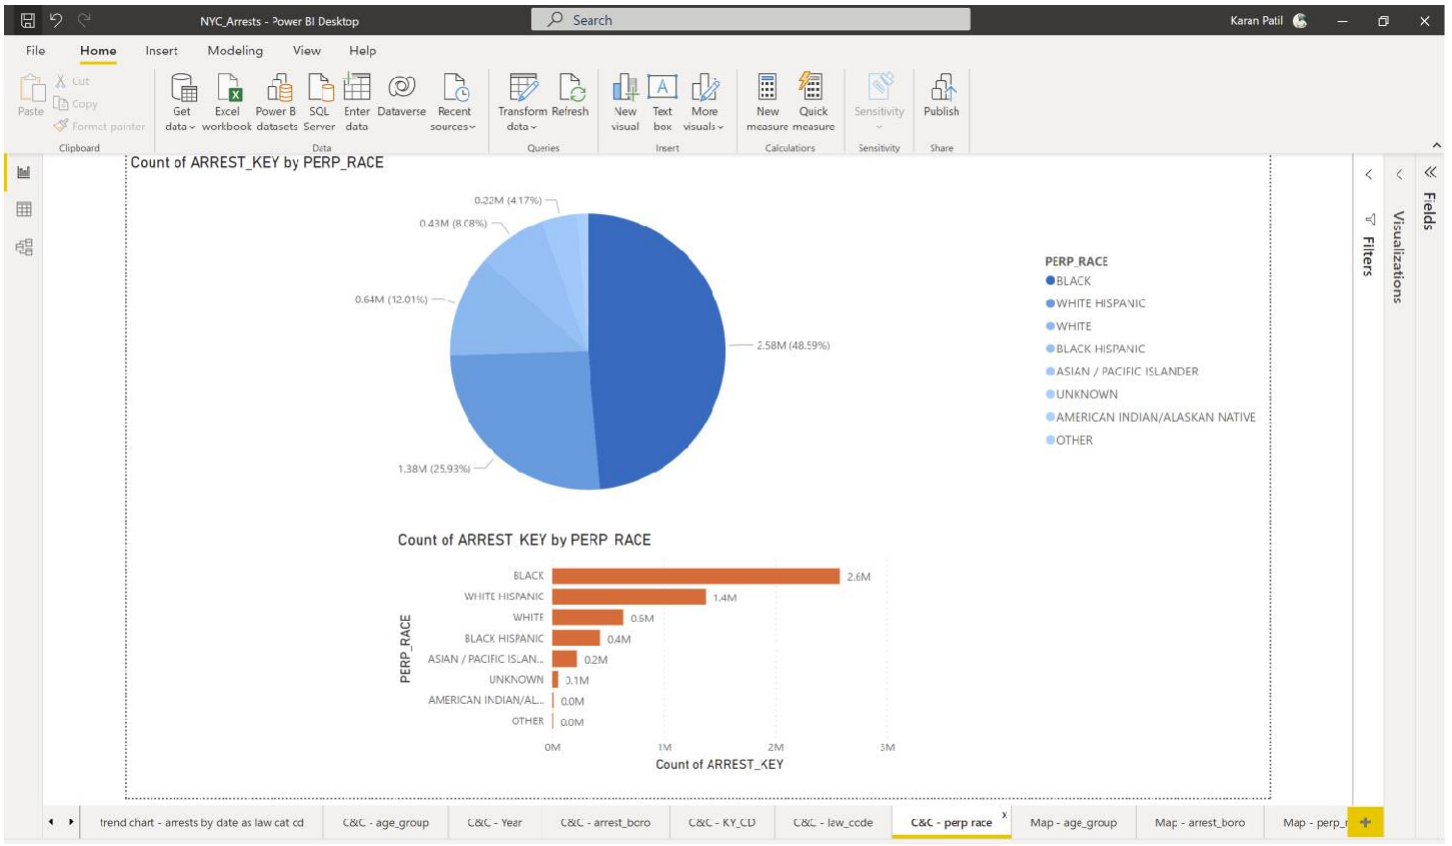 NYC_Arrests - Power BI Desktop
Search
Karan Patil
File Home Insert Modeling View Help
Paste
Cut
Copy
Format painter
Get data
Excel workbook
Power B datasets
SQL Server
Enter data
Dataverse
Recent sources
Transform data
Refresh
New visual
Text box
More visuals
New measure
Quick measure
Sensitivity
Publish
Clipboard Data Queries Insert Calculations Sensitivity Share
Count of ARREST_KEY by PERP_RACE
0.22M (4.17%)
0.43M (8.08%)
0.64M (12.01%)
2.58M (48.59%)
1.38M (25.93%)
PERP_RACE
BLACK
WHITE HISPANIC
WHITE
BLACK HISPANIC
ASIAN / PACIFIC ISLANDER
UNKNOWN
AMERICAN INDIAN/ALASKAN NATIVE
OTHER
Filters
Visualizations
Fields
Count of ARREST_KEY by PERP_RACE
PERP_RACE
BLACK 2.6M
WHITE HISPANIC 1.4M
WHITE 0.6M
BLACK HISPANIC 0.4M
ASIAN / PACIFIC ISLAN... 0.2M
UNKNOWN 0.1M
AMERICAN INDIAN/AL... 0.0M
OTHER 0.0M
0M 1M 2M 3M
Count of ARREST_KEY
trend chart - arrests by date as law cat cd C&C - age_group C&C - Year C&C - arrest_boro C&C - KY_CD C&C - law_code C&C - perp race Map - age_group Map - arrest_boro Map - perp_r